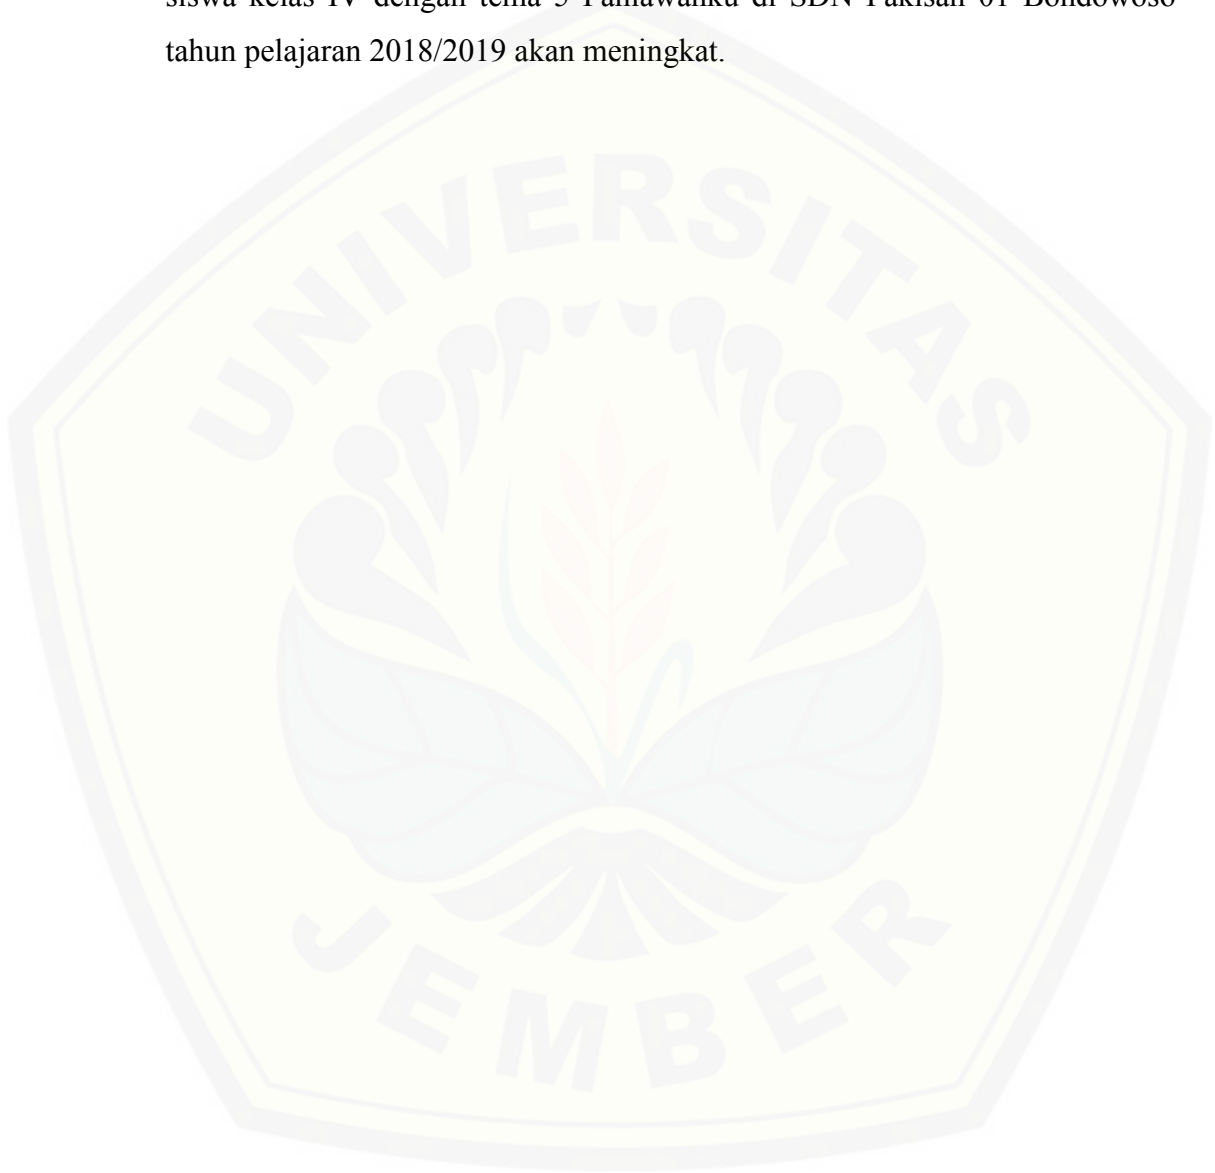 siswa kelas IV dengan tema 5 Pahlawanku di SDN Pakisan 01 Bondowoso
tahun pelajaran 2018/2019 akan meningkat.
UNIVERSITAS
JEMBER